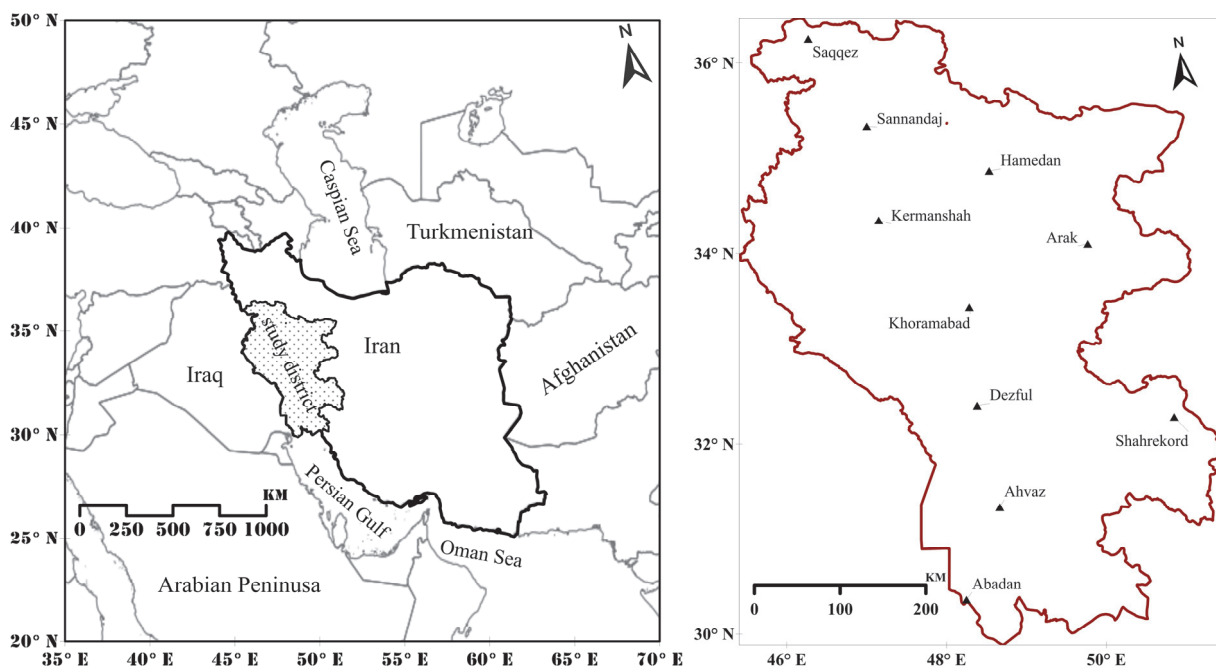 50° N
45° N
40° N
35° N
30° N
25° N
20° N
35° E
40° E
45° E
50° E
55° E
60° E
65° E
70° E
N
Caspian Sea
Turkmenistan
study district
Iran
Iraq
Afghanistan
Persian Gulf
Oman Sea
Arabian Peninusa
KM
0 250 500 750 1000
36° N
34° N
32° N
30° N
46° E
48° E
50° E
N
Saqqez
Sannandaj
Hamedan
Kermanshah
Arak
Khoramabad
Dezful
Shahrekord
Ahvaz
Abadan
KM
0 100 200